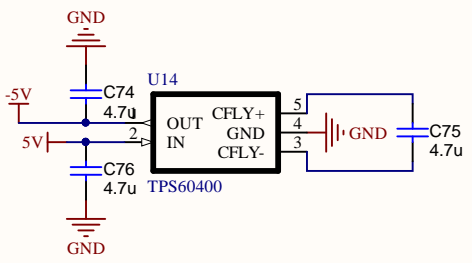 GND
C74
4.7u
-5V
5V
C76
4.7u
GND
U14
1
2
OUT
IN
CFLY+
GND
CFLY-
5
4
3
TPS60400
GND
C75
4.7u